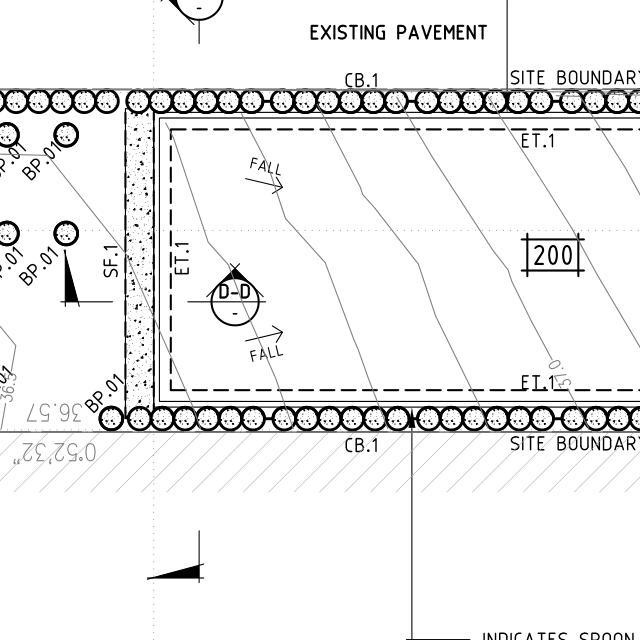 -
EXISTING PAVEMENT
CB.1
SITE BOUNDARY
ET.1
BP.01
BP.01
FALL
200
BP.01
BP.01
SF.1
ET.1
D-D
-
FALL
37.0
ET.1
36.5
BP.01
36.57
0°52'32"
CB.1
SITE BOUNDARY
INDICATES SPOON